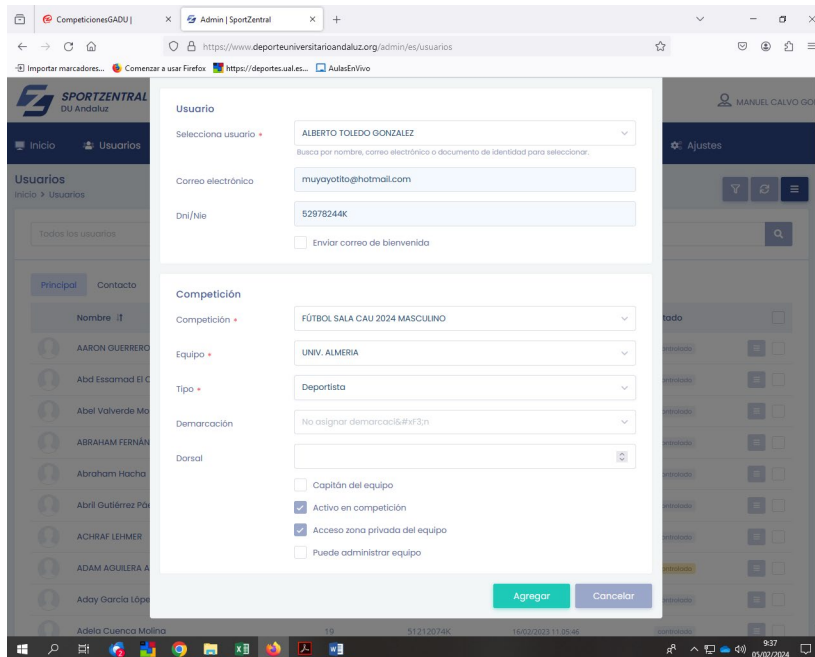 CompeticionesGADU |
Admin | SportZentral
https://www.deporteuniversitarioandaluz.org/admin/es/usuarios
Importar marcadores... Comenzar a usar Firefox https://deportes.ual.es... AulasEnVivo
SPORTZENTRAL
DU Andaluz
MANUEL CALVO GO
Inicio Usuarios Ajustes
Usuarios
Inicio > Usuarios
Todos los usuarios
Principal Contacto
Nombre tado
AARON GUERRERO
Abd Essamad El C
Abel Valverde Mo
ABRAHAM FERNÁN
Abraham Hacha
Abril Gutiérrez Páe
ACHRAF LEHMER
ADAM AGUILERA A
Aday García Lópe
Adela Cuenca Molina 19 51212074K 16/02/2023 11:05:46
Usuario
Selecciona usuario * ALBERTO TOLEDO GONZALEZ
Busca por nombre, correo electrónico o documento de identidad para seleccionar.
Correo electrónico muyayotito@hotmail.com
Dni/Nie 52978244K
Enviar correo de bienvenida
Competición
Competición * FÚTBOL SALA CAU 2024 MASCULINO
Equipo * UNIV. ALMERIA
Tipo * Deportista
Demarcación No asignar demarcaci&#xF3;n
Dorsal
Capitán del equipo
Activo en competición
Acceso zona privada del equipo
Puede administrar equipo
Agregar Cancelar
9:37
05/02/2024